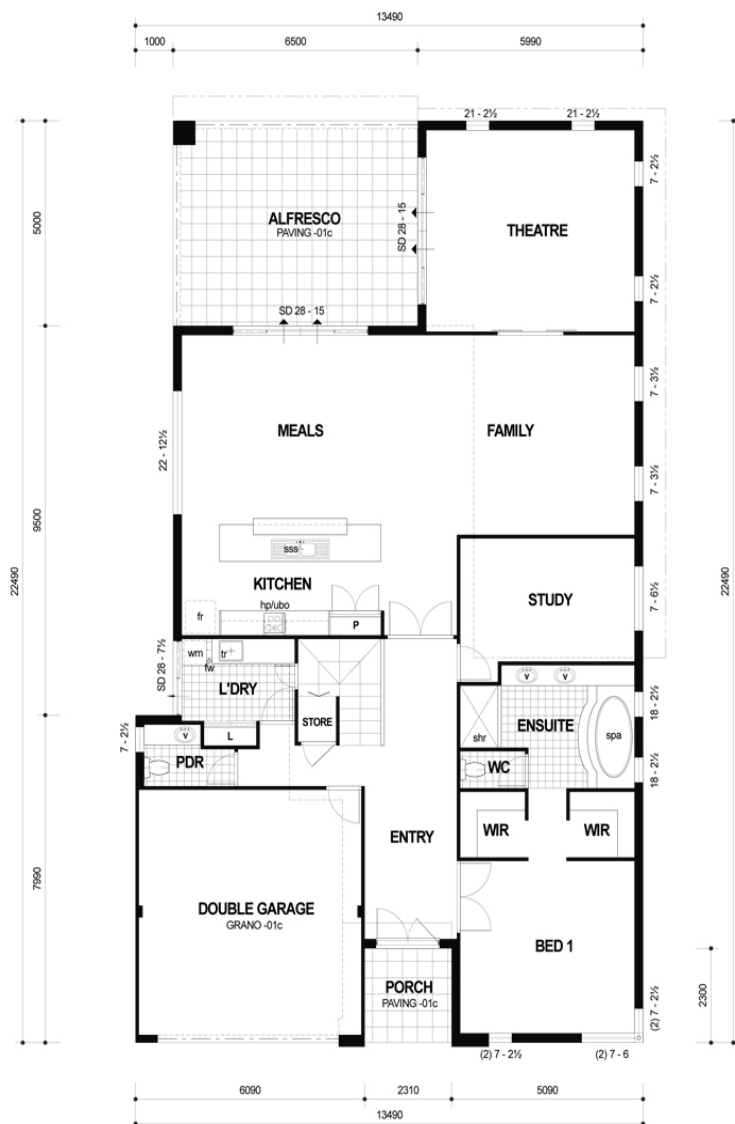 13490
1000
6500
5990
21 - 2½
21 - 2½
5000
ALFRESCO
PAVING -01c
SD 28 - 15
THEATRE
7 - 2½
7 - 2½
SD 28 - 15
MEALS
FAMILY
7 - 3½
7 - 3½
22 - 12½
9500
22490
22490
sss
KITCHEN
hp/ubo
fr
P
STUDY
7 - 6½
wm
tr
fw
L'DRY
SD 28 - 7½
STORE
V
V
ENSUITE
shr
spa
18 - 2½
18 - 2½
7 - 2½
V
L
PDR
WC
WIR
WIR
ENTRY
7990
DOUBLE GARAGE
GRANO -01c
BED 1
PORCH
PAVING -01c
2300
(2) 7 - 2½
(2) 7 - 2½
(2) 7 - 6
6090
2310
5090
13490